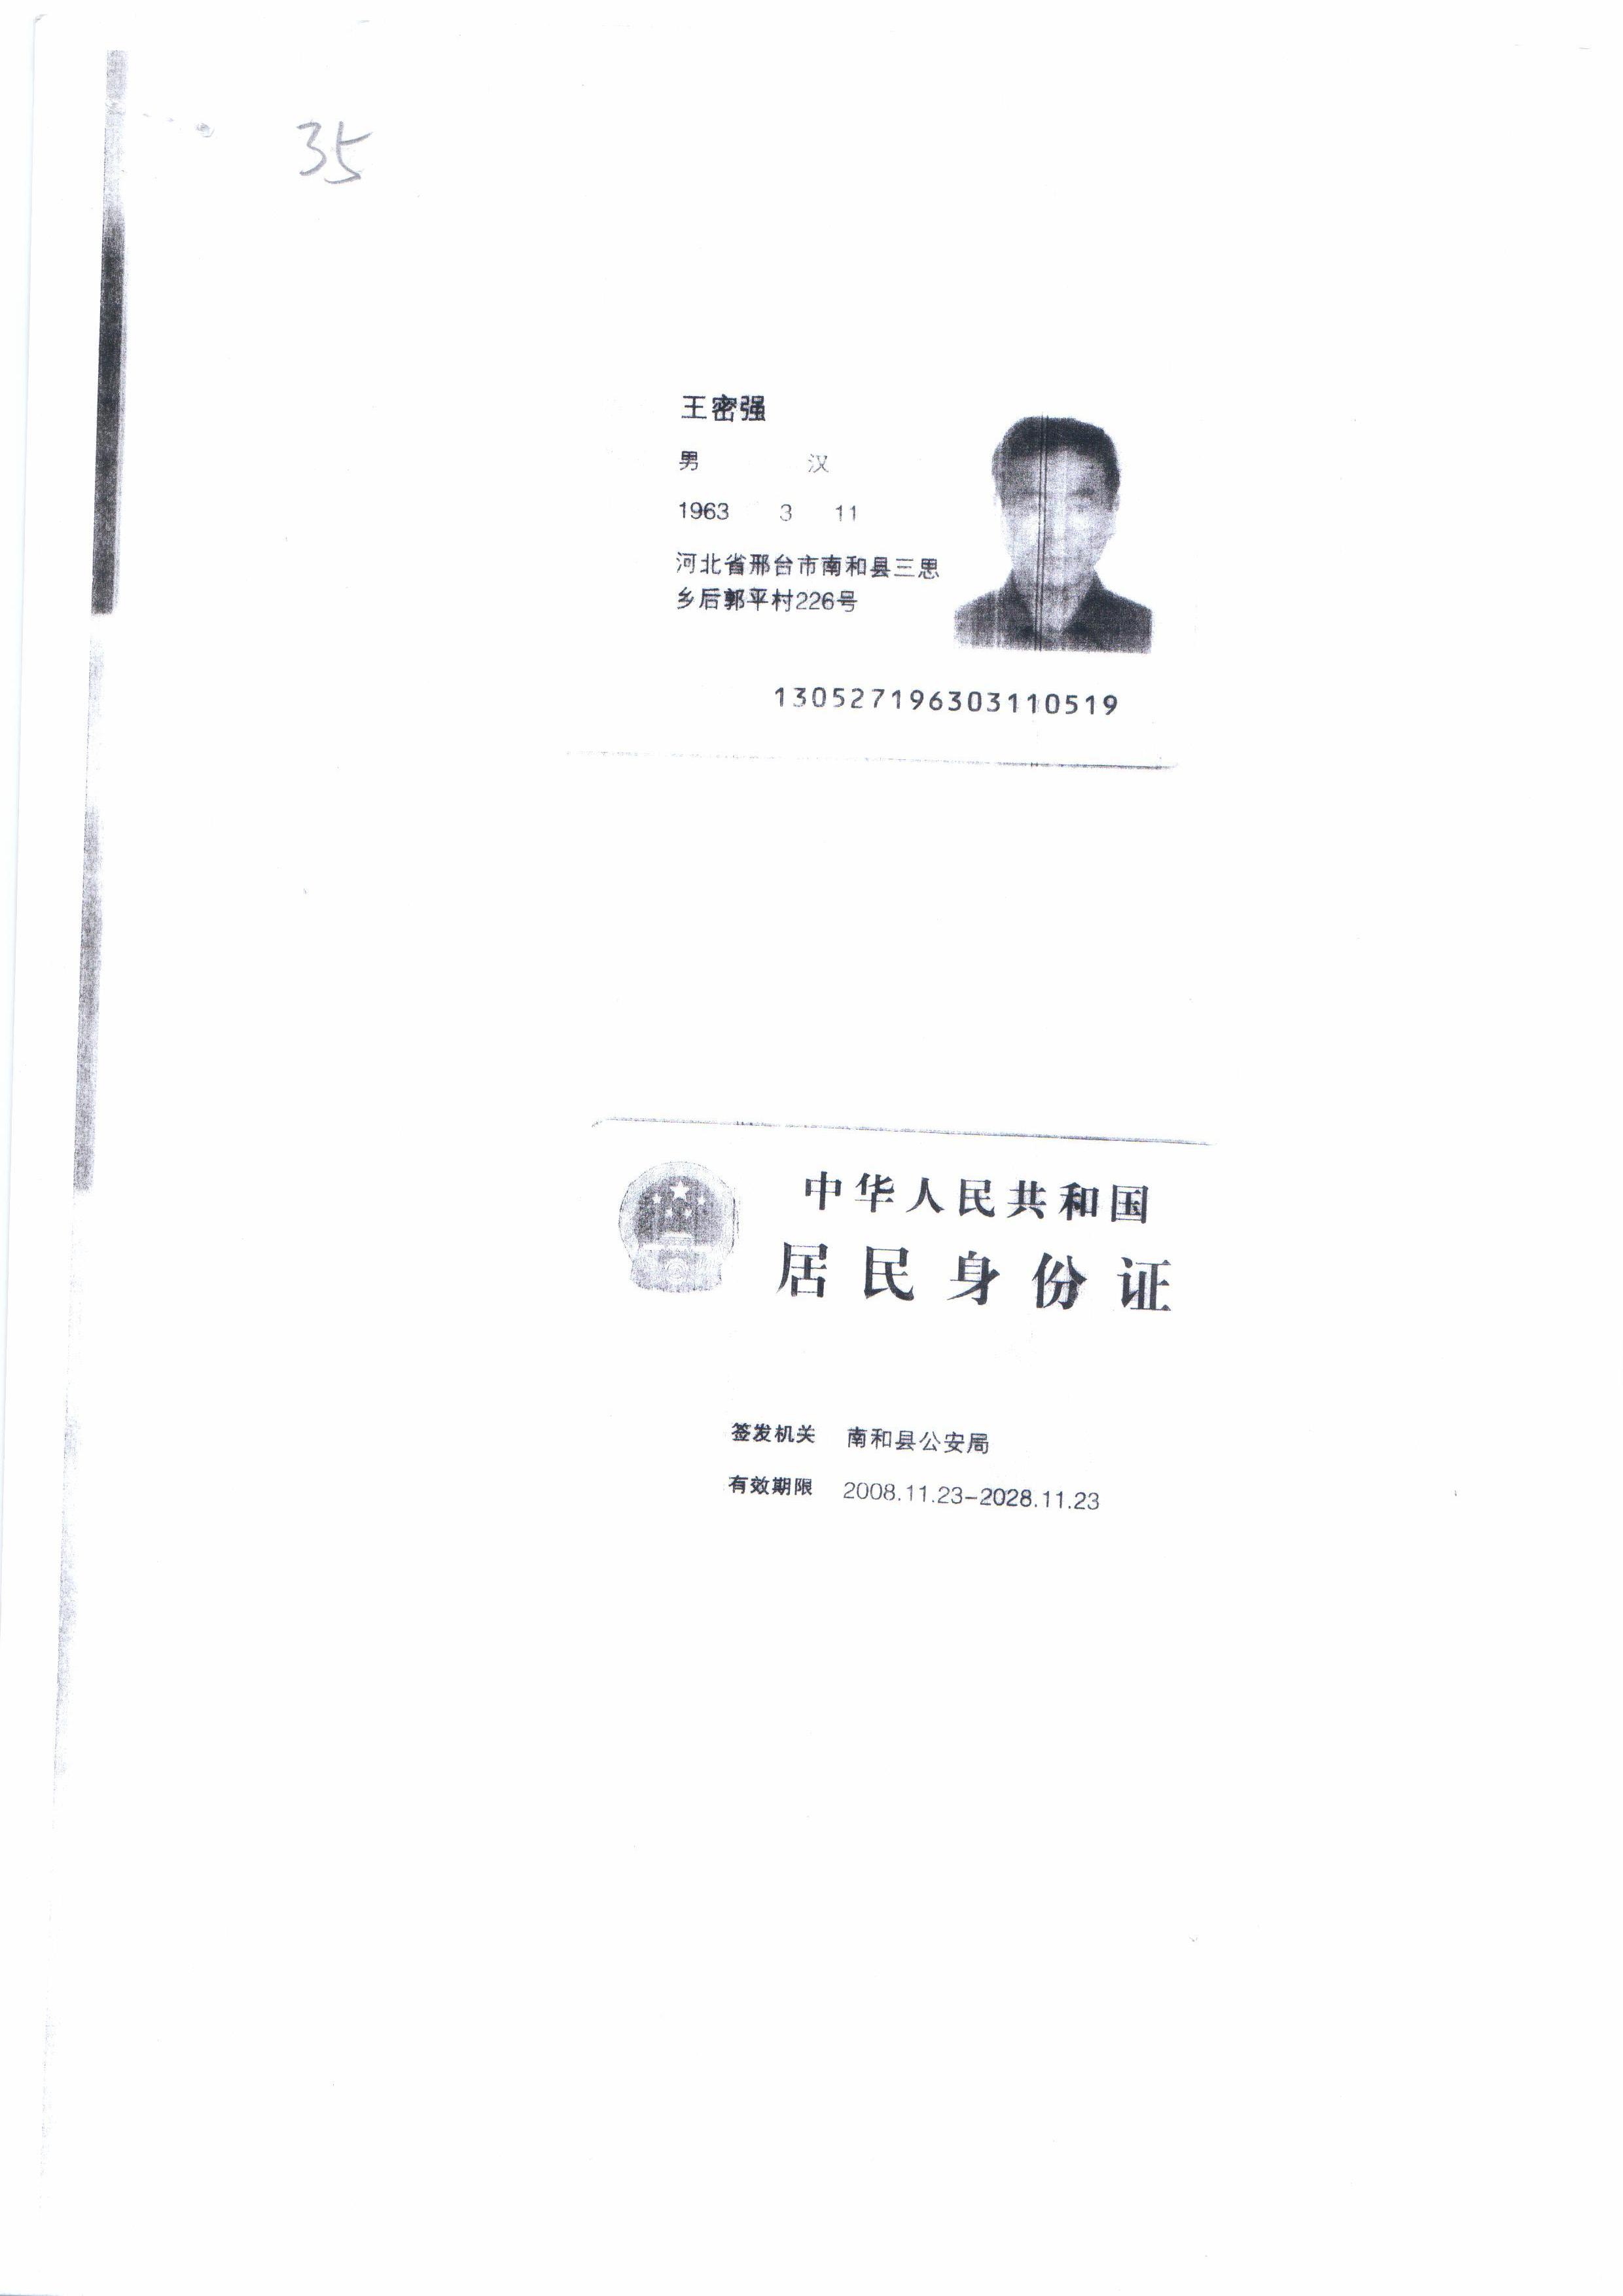 35
王密强
男 汉
1963 3 11
河北省邢台市南和县三思
乡后郭平村226号
130527196303110519
中华人民共和国
居民身份证
签发机关 南和县公安局
有效期限 2008.11.23-2028.11.23